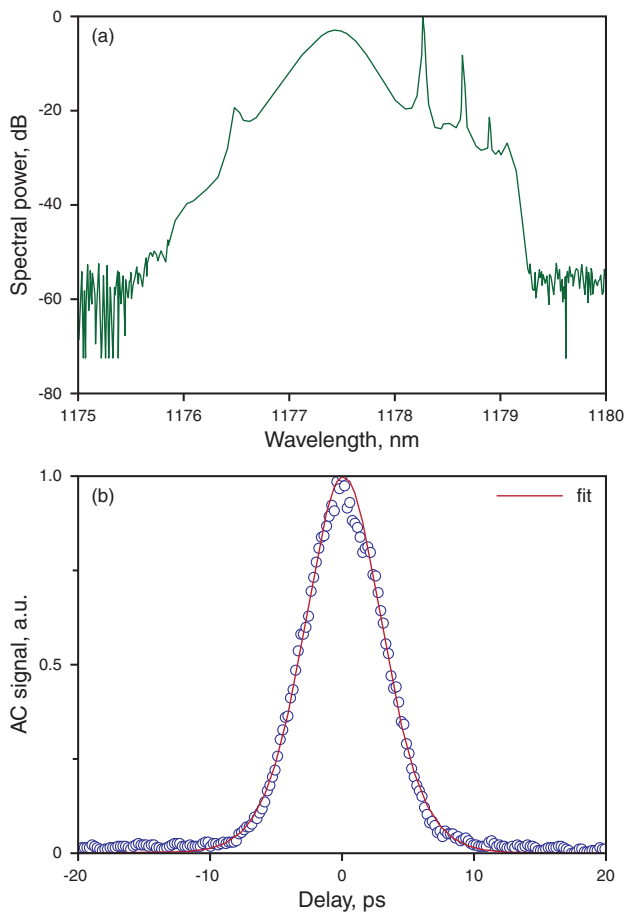 (a)
0
-20
-40
-60
-80
Spectral power, dB
1175 1176 1177 1178 1179 1180
Wavelength, nm
(b)
fit
1.0
0.5
0
AC signal, a.u.
-20 -10 0 10 20
Delay, ps